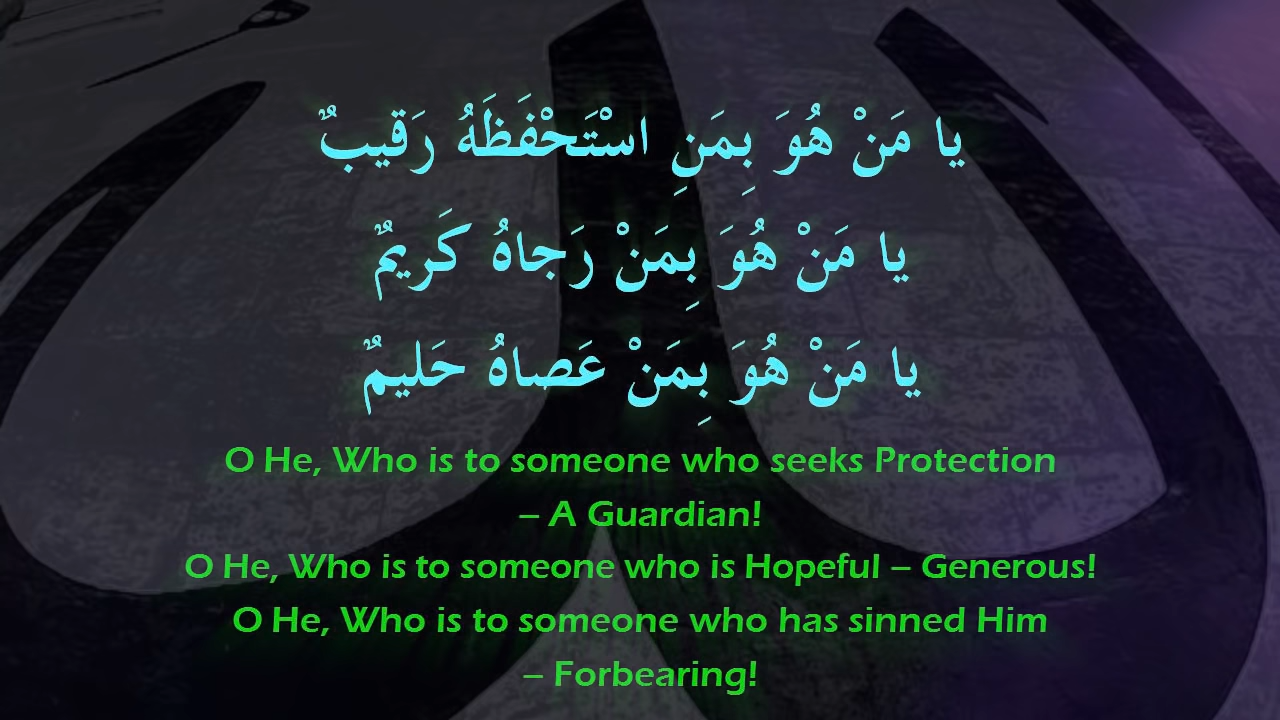 يا مَنْ هُوَ بِمَنِ اسْتَحْفَظَهُ رَقيبٌ
يا مَنْ هُوَ بِمَنْ رَجاهُ كَريمٌ
يا مَنْ هُوَ بِمَنْ عَصاهُ حَليمٌ
O He, Who is to someone who seeks Protection
– A Guardian!
O He, Who is to someone who is Hopeful – Generous!
O He, Who is to someone who has sinned Him
– Forbearing!